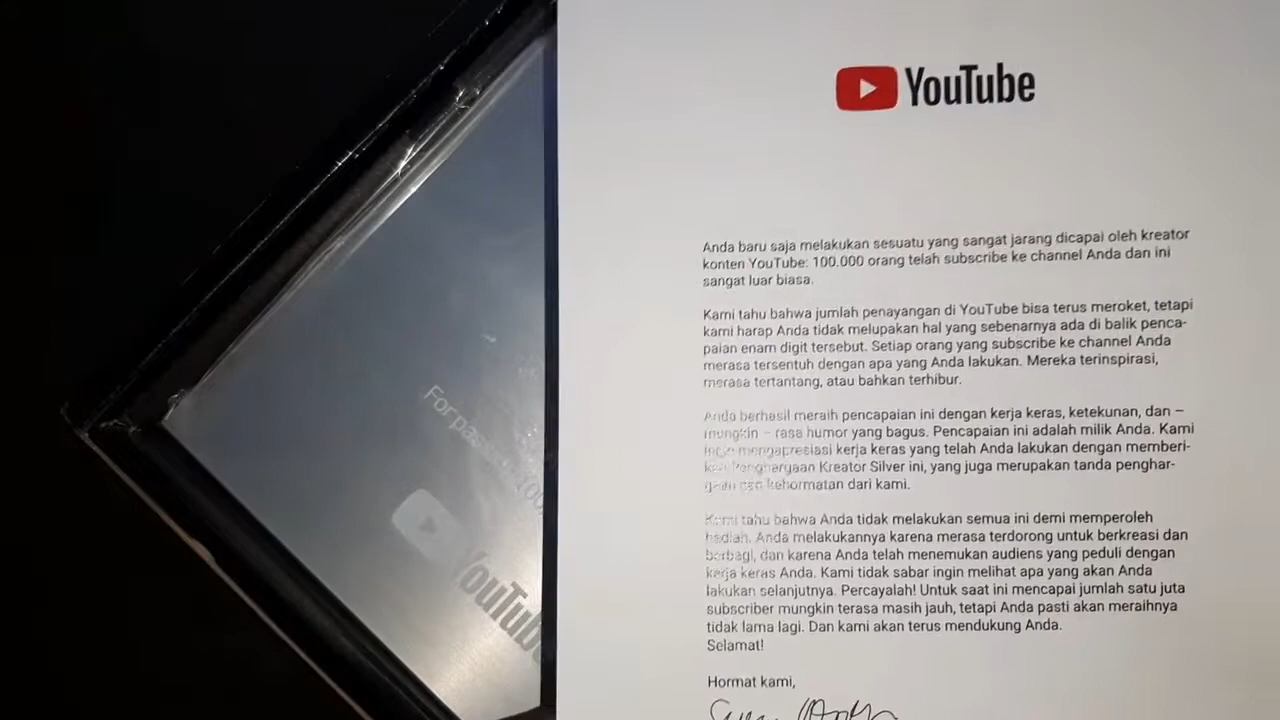 For pass
YouTube
YouTube
Anda baru saja melakukan sesuatu yang sangat jarang dicapai oleh kreator
konten YouTube: 100.000 orang telah subscribe ke channel Anda dan ini
sangat luar biasa.
Kami tahu bahwa jumlah penayangan di YouTube bisa terus meroket, tetapi
kami harap Anda tidak melupakan hal yang sebenarnya ada di balik penca-
paian enam digit tersebut. Setiap orang yang subscribe ke channel Anda
merasa tersentuh dengan apa yang Anda lakukan. Mereka terinspirasi,
merasa tertantang, atau bahkan terhibur.
Anda berhasil meraih pencapaian ini dengan kerja keras, ketekunan, dan –
mungkin – rasa humor yang bagus. Pencapaian ini adalah milik Anda. Kami
ingin mengapresiasi kerja keras yang telah Anda lakukan dengan memberi-
kan Penghargaan Kreator Silver ini, yang juga merupakan tanda penghar-
gaan dan kehormatan dari kami.
Kami tahu bahwa Anda tidak melakukan semua ini demi memperoleh
hadiah. Anda melakukannya karena merasa terdorong untuk berkreasi dan
berbagi, dan karena Anda telah menemukan audiens yang peduli dengan
kerja keras Anda. Kami tidak sabar ingin melihat apa yang akan Anda
lakukan selanjutnya. Percayalah! Untuk saat ini mencapai jumlah satu juta
subscriber mungkin terasa masih jauh, tetapi Anda pasti akan meraihnya
tidak lama lagi. Dan kami akan terus mendukung Anda.
Selamat!
Hormat kami,